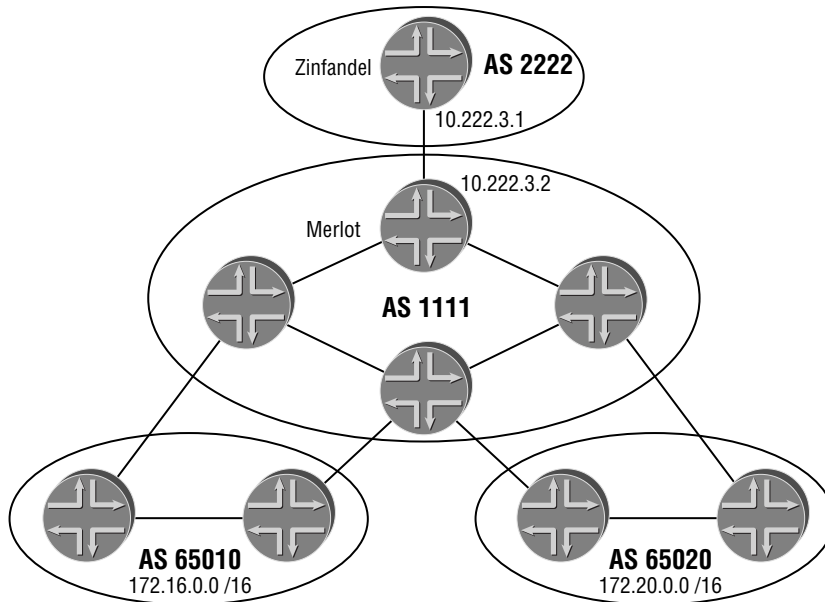 Zinfandel
AS 2222
10.222.3.1
10.222.3.2
Merlot
AS 1111
AS 65010
172.16.0.0 /16
AS 65020
172.20.0.0 /16